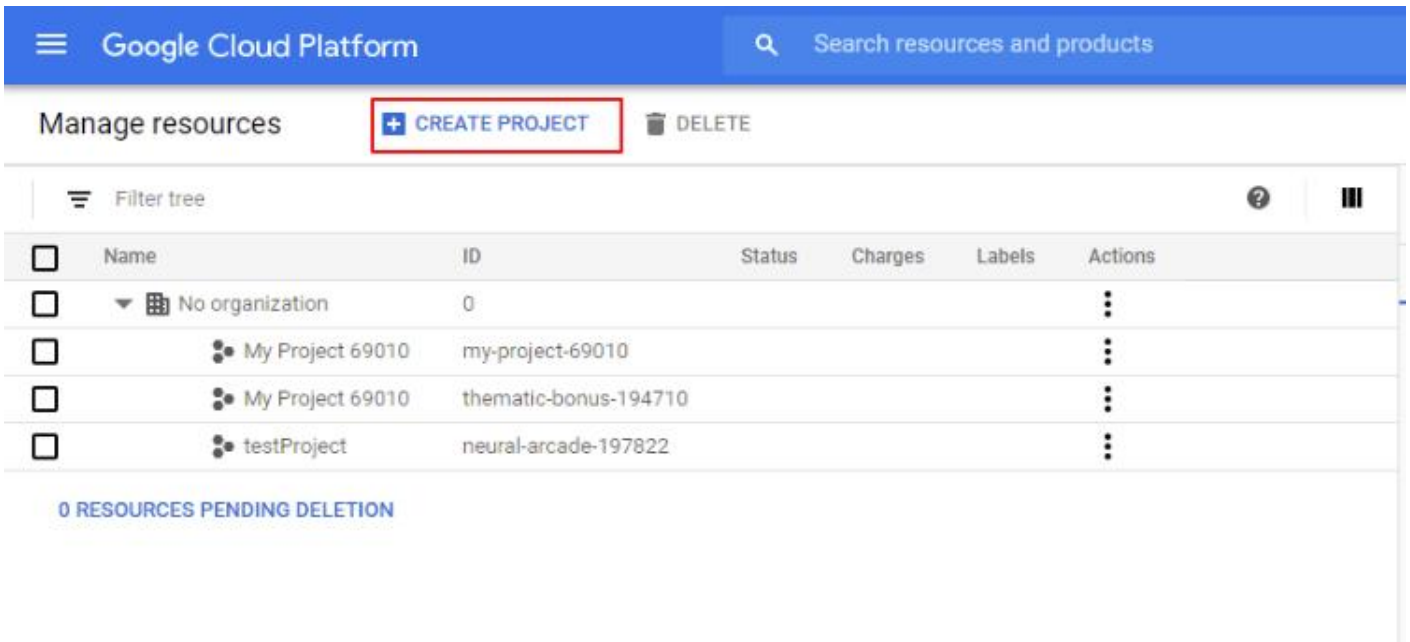 Google Cloud Platform Search resources and products
Manage resources CREATE PROJECT DELETE
Filter tree
Name ID Status Charges Labels Actions
No organization 0
My Project 69010 my-project-69010
My Project 69010 thematic-bonus-194710
testProject neural-arcade-197822
0 RESOURCES PENDING DELETION